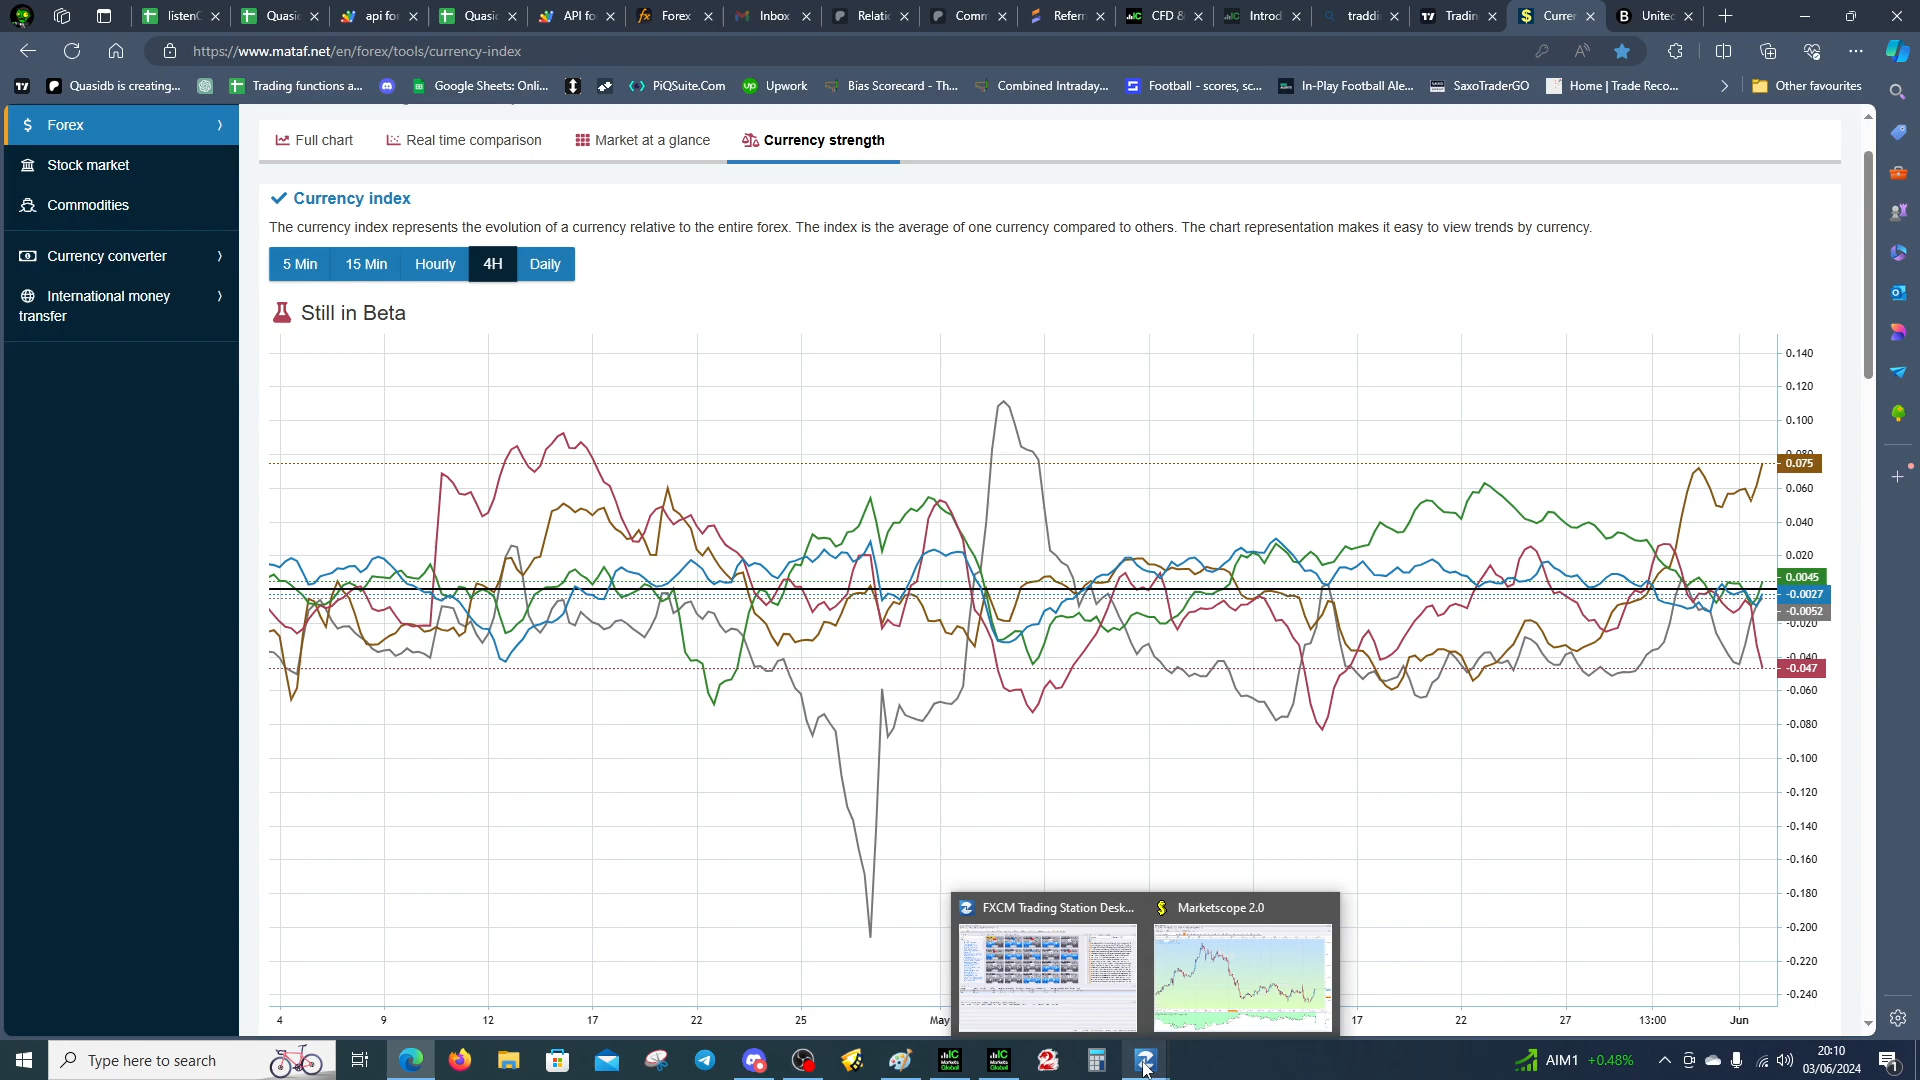 listenC
Quasi
api fo
Quasi
API fo
Forex
Inbox
Relatic
Comm
Refern
CFD &
Introd
traddi
Tradin
Currer
Unitec
https://www.mataf.net/en/forex/tools/currency-index
Quasidb is creating...
Trading functions a...
Google Sheets: Onli...
PiQSuite.Com
Upwork
Bias Scorecard - Th...
Combined Intraday...
Football - scores, sc...
In-Play Football Ale...
SaxoTraderGO
Home | Trade Reco...
Other favourites
Forex
Stock market
Commodities
Currency converter
International money
transfer
Full chart
Real time comparison
Market at a glance
Currency strength
Currency index
The currency index represents the evolution of a currency relative to the entire forex. The index is the average of one currency compared to others. The chart representation makes it easy to view trends by currency.
5 Min
15 Min
Hourly
4H
Daily
Still in Beta
0.140
0.120
0.100
0.075
0.060
0.040
0.020
0.0045
-0.0027
-0.0052
-0.020
-0.047
-0.060
-0.080
-0.100
-0.120
-0.140
-0.160
-0.180
-0.200
-0.220
-0.240
4
9
12
17
22
25
May
17
22
27
13:00
Jun
FXCM Trading Station Desk...
Marketscope 2.0
Type here to search
AIM1 +0.48%
20:10
03/06/2024